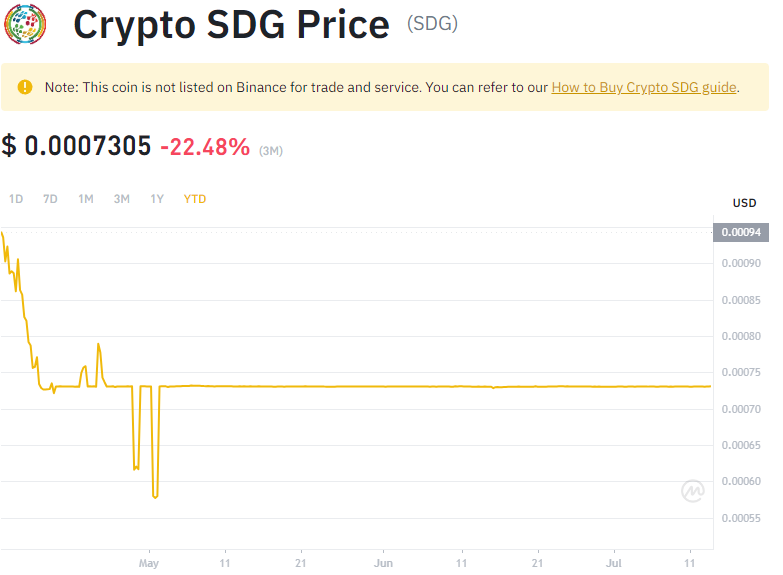 Crypto SDG Price (SDG)
Note: This coin is not listed on Binance for trade and service. You can refer to our How to Buy Crypto SDG guide.
$ 0.0007305 -22.48% (3M)
1D 7D 1M 3M 1Y YTD
USD
0.00094
0.00090
0.00085
0.00080
0.00075
0.00070
0.00065
0.00060
0.00055
May 11 21 Jun 11 21 Jul 11